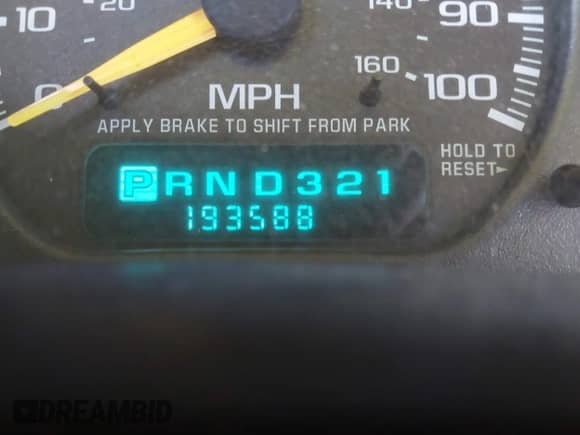 10
20
140
90
0
MPH
160
100
APPLY BRAKE TO SHIFT FROM PARK
HOLD TO
RESET
PRND321
193588
DREAMBID